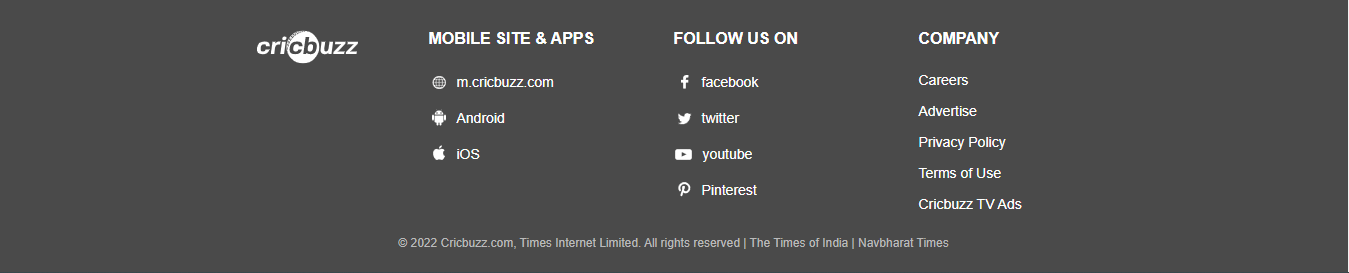 cricbuzz
MOBILE SITE & APPS
m.cricbuzz.com
Android
iOS
FOLLOW US ON
facebook
twitter
youtube
Pinterest
COMPANY
Careers
Advertise
Privacy Policy
Terms of Use
Cricbuzz TV Ads
© 2022 Cricbuzz.com, Times Internet Limited. All rights reserved | The Times of India | Navbharat Times